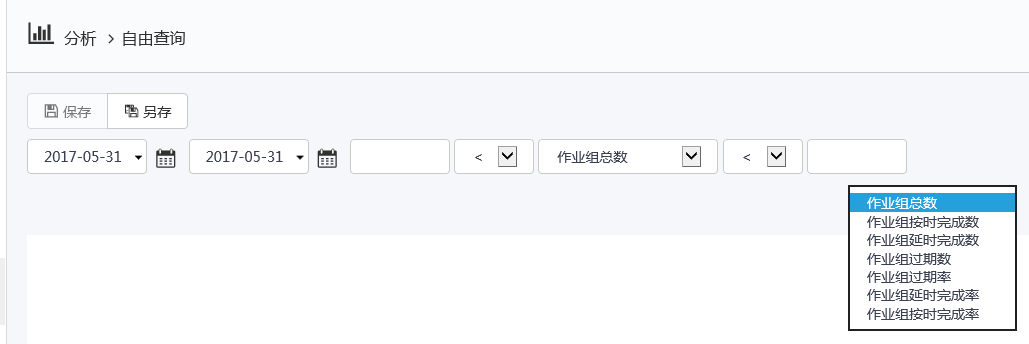 分析 > 自由查询
保存 另存
2017-05-31 2017-05-31 < 作业组总数 <
作业组总数
作业组按时完成数
作业组延时完成数
作业组过期数
作业组过期率
作业组延时完成率
作业组按时完成率